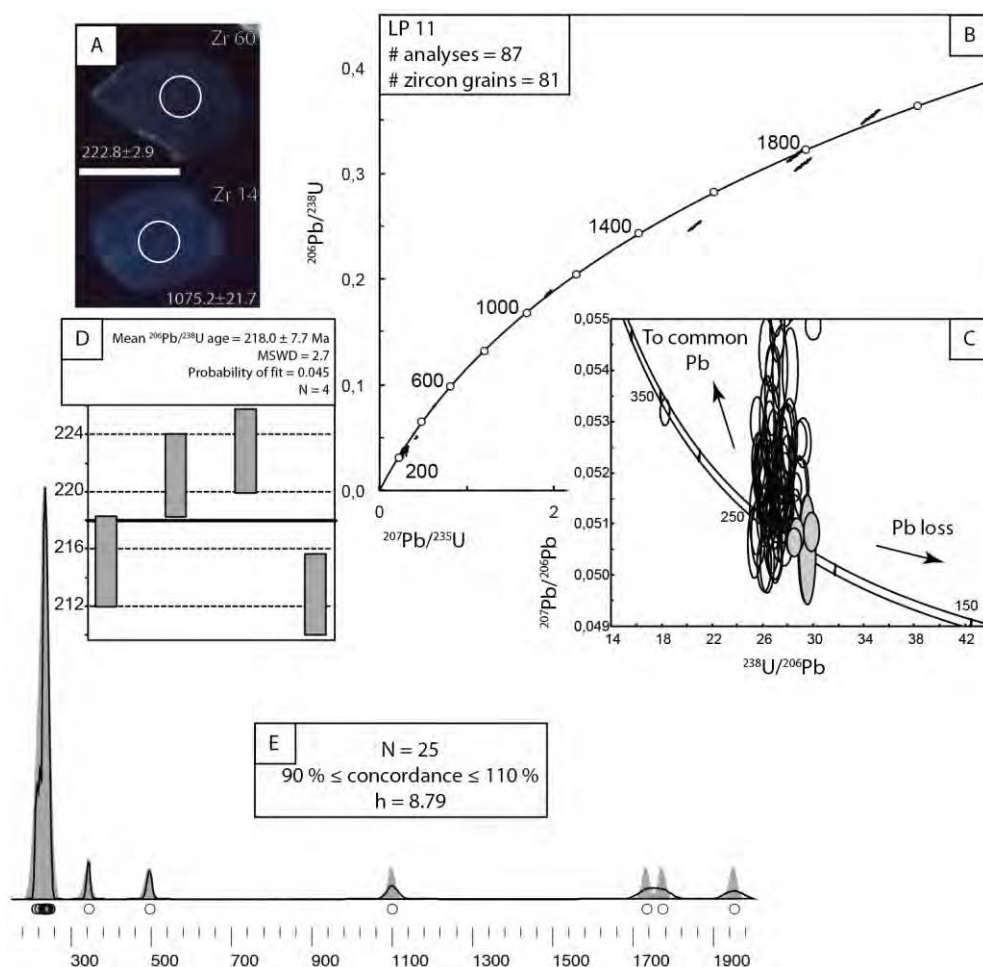 A
Zr 60
222.8±2.9
Zr 14
1075.2±21.7
LP 11
# analyses = 87
# zircon grains = 81
B
0,4
0,3
0,2
0,1
0,0
²⁰⁶Pb/²³⁸U
1800
1400
1000
600
200
0
2
²⁰⁷Pb/²³⁵U
C
To common
Pb
Pb loss
350
250
150
0,055
0,054
0,053
0,052
0,051
0,050
0,049
²⁰⁷Pb/²⁰⁶Pb
14
18
22
26
30
34
38
42
²³⁸U/²⁰⁶Pb
D
Mean ²⁰⁶Pb/²³⁸U age = 218.0 ± 7.7 Ma
MSWD = 2.7
Probability of fit = 0.045
N = 4
224
220
216
212
E
N = 25
90 % ≤ concordance ≤ 110 %
h = 8.79
300 500 700 900 1100 1300 1500 1700 1900